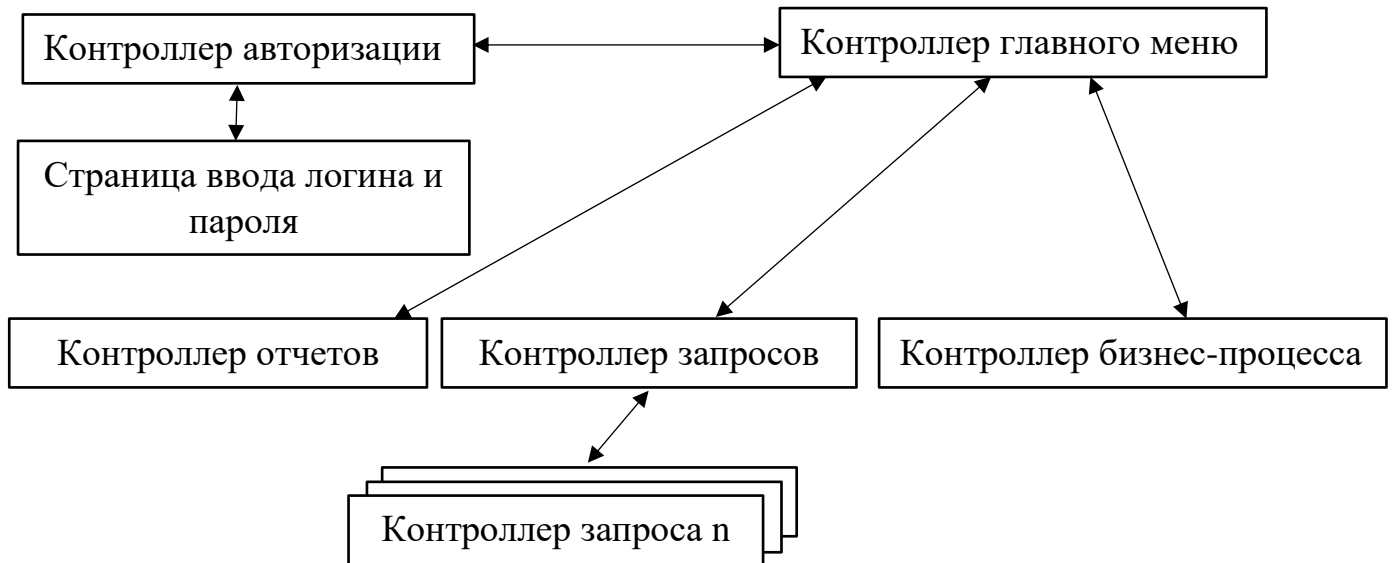 Контроллер авторизации
Контроллер главного меню
Страница ввода логина и
пароля
Контроллер отчетов
Контроллер запросов
Контроллер бизнес-процесса
Контроллер запроса n